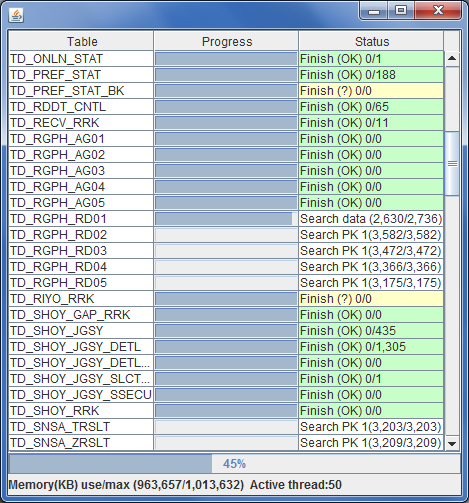 Table Progress Status
TD_ONLN_STAT Finish (OK) 0/1
TD_PREF_STAT Finish (OK) 0/188
TD_PREF_STAT_BK Finish (?) 0/0
TD_RDDT_CNTL Finish (OK) 0/65
TD_RECV_RRK Finish (OK) 0/11
TD_RGPH_AG01 Finish (OK) 0/0
TD_RGPH_AG02 Finish (OK) 0/0
TD_RGPH_AG03 Finish (OK) 0/0
TD_RGPH_AG04 Finish (OK) 0/0
TD_RGPH_AG05 Finish (OK) 0/0
TD_RGPH_RD01 Search data (2,630/2,736)
TD_RGPH_RD02 Search PK 1(3,582/3,582)
TD_RGPH_RD03 Search PK 1(3,472/3,472)
TD_RGPH_RD04 Search PK 1(3,366/3,366)
TD_RGPH_RD05 Search PK 1(3,175/3,175)
TD_RIYO_RRK Finish (?) 0/0
TD_SHOY_GAP_RRK Finish (OK) 0/0
TD_SHOY_JGSY Finish (OK) 0/435
TD_SHOY_JGSY_DETL Finish (OK) 0/1,305
TD_SHOY_JGSY_DETL... Finish (OK) 0/0
TD_SHOY_JGSY_SLCT... Finish (OK) 0/1
TD_SHOY_JGSY_SSECU Finish (OK) 0/0
TD_SHOY_RRK Finish (OK) 0/0
TD_SNSA_TRSLT Search PK 1(3,203/3,203)
TD_SNSA_ZRSLT Search PK 1(3,209/3,209)
45%
Memory(KB) use/max (963,657/1,013,632) Active thread:50